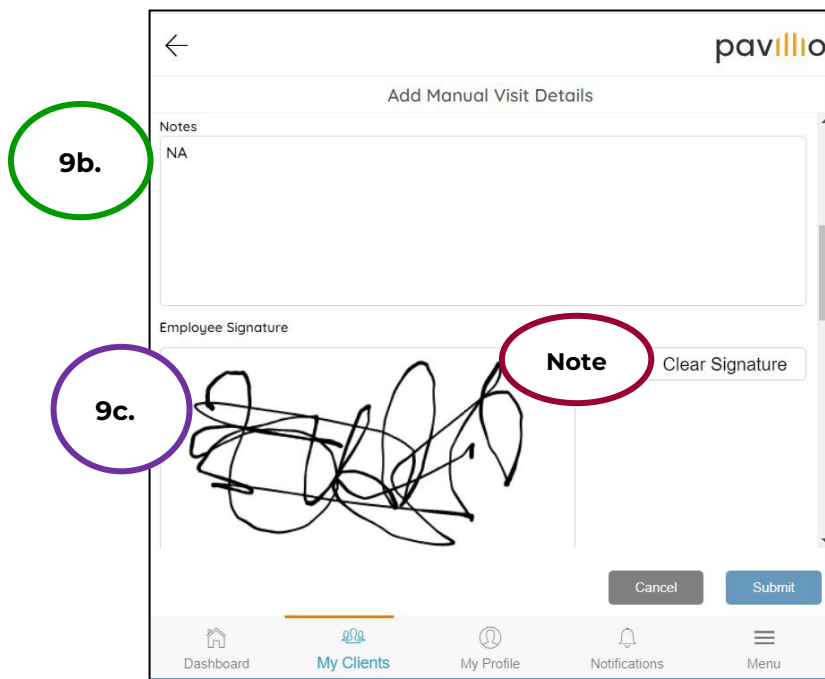 pavillio
Add Manual Visit Details
Notes
9b.
NA
Employee Signature
Note
Clear Signature
9c.
Cancel
Submit
Dashboard
My Clients
My Profile
Notifications
Menu